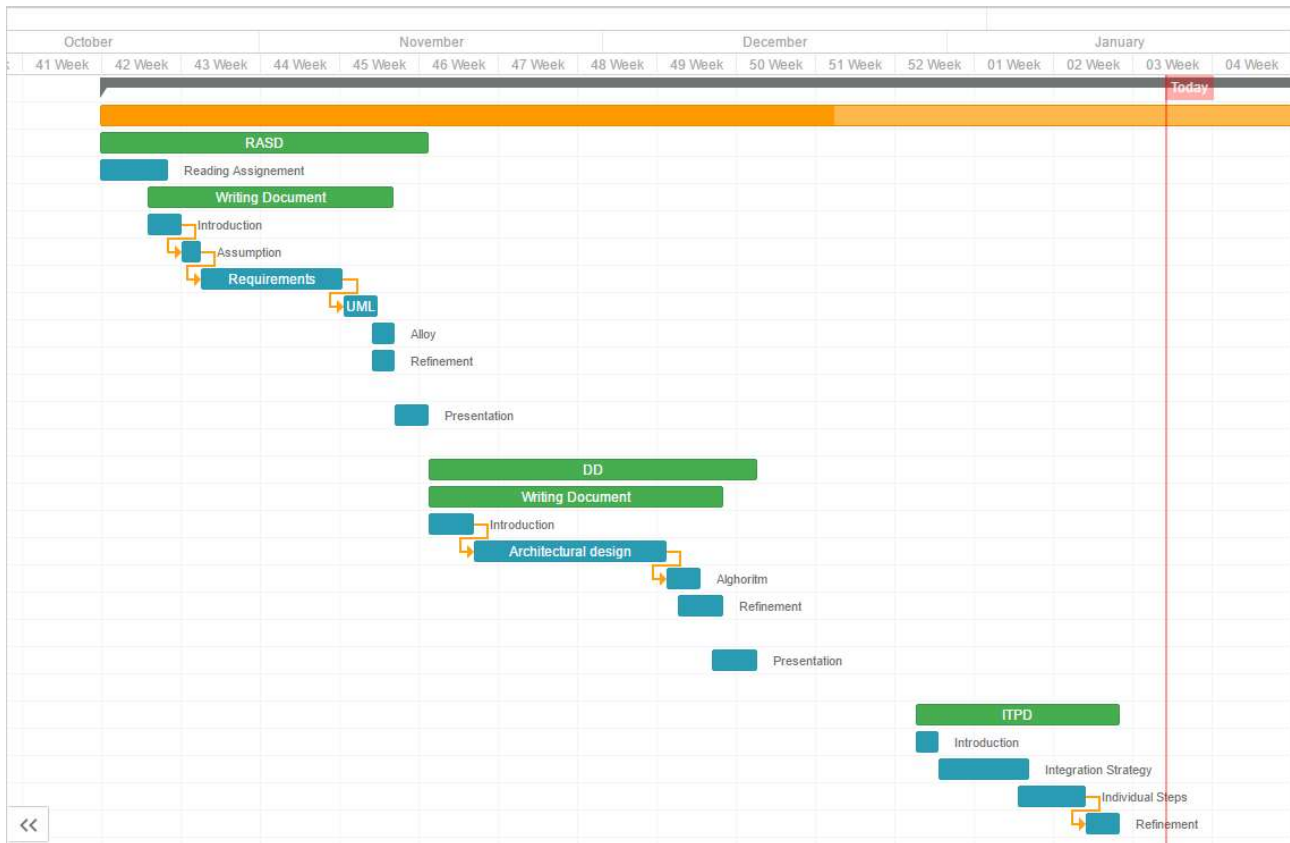 October November December January
41 Week 42 Week 43 Week 44 Week 45 Week 46 Week 47 Week 48 Week 49 Week 50 Week 51 Week 52 Week 01 Week 02 Week 03 Week 04 Week
Today
RASD
Reading Assignement
Writing Document
Introduction
Assumption
Requirements
UML
Alloy
Refinement
Presentation
DD
Writing Document
Introduction
Architectural design
Alghoritm
Refinement
Presentation
ITPD
Introduction
Integration Strategy
Individual Steps
Refinement